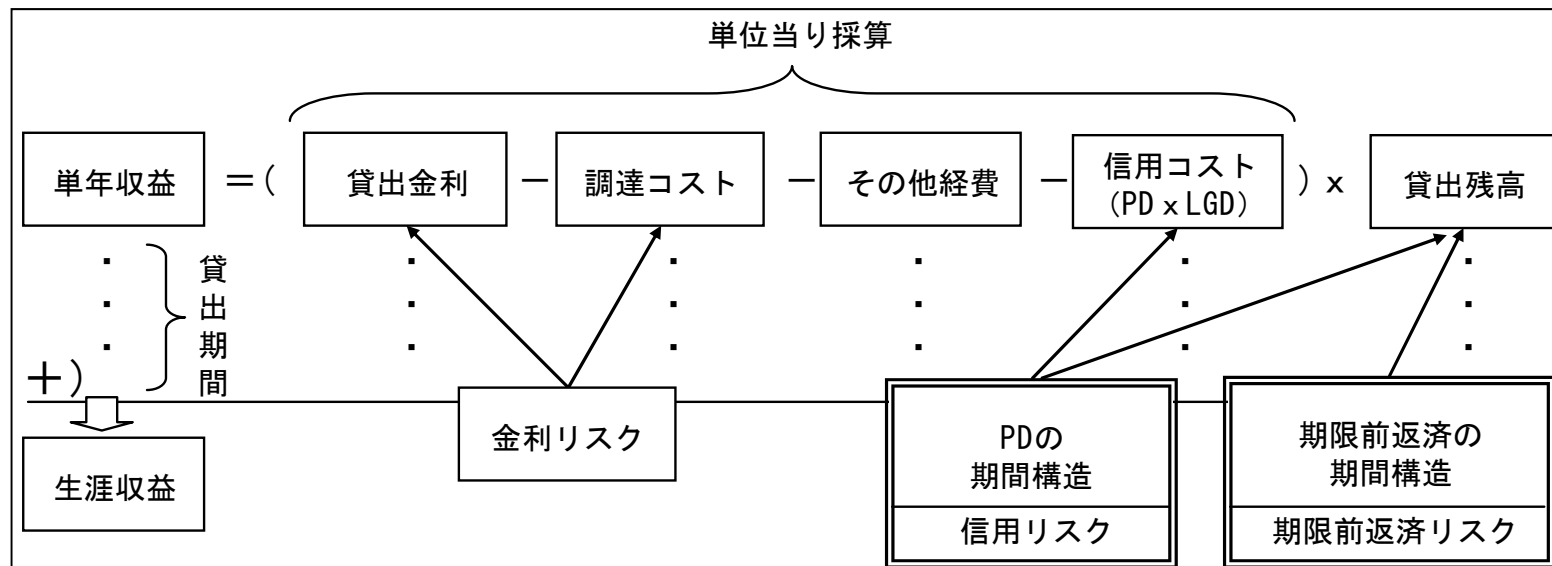 単位当り採算
単年収益 ＝( 貸出金利 － 調達コスト － その他経費 － 信用コスト
(PD x LGD) ) x 貸出残高
貸出期間
＋)
生涯収益
金利リスク
PDの
期間構造
信用リスク
期限前返済の
期間構造
期限前返済リスク